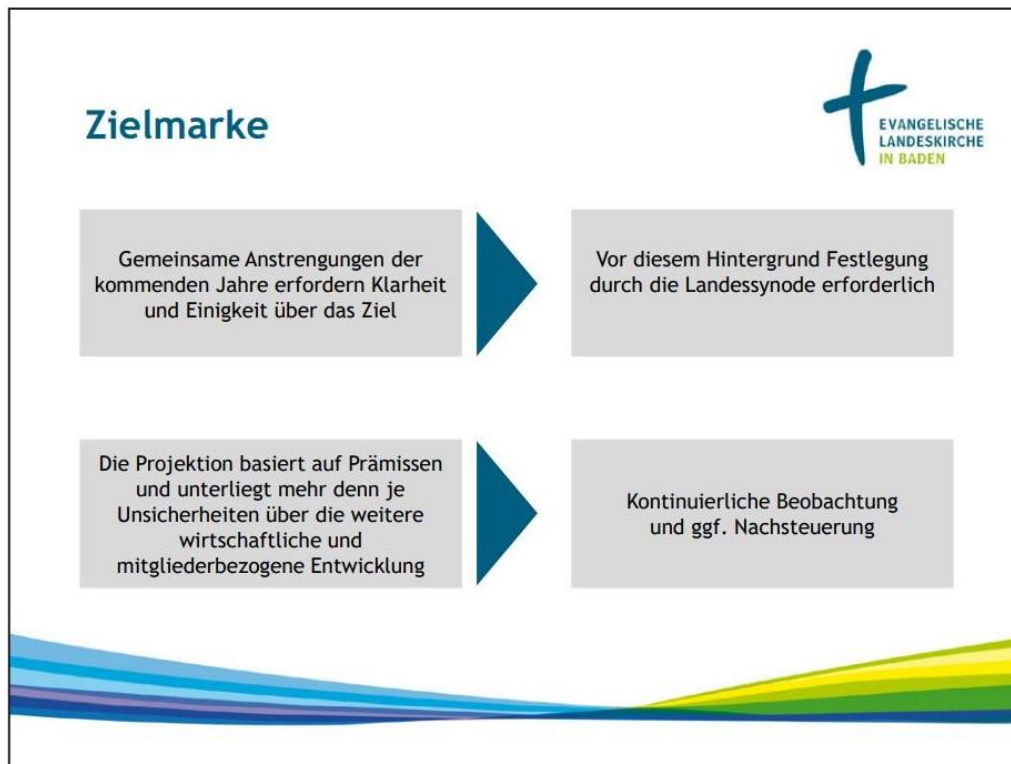 Zielmarke
EVANGELISCHE
LANDESKIRCHE
IN BADEN
Gemeinsame Anstrengungen der
kommenden Jahre erfordern Klarheit
und Einigkeit über das Ziel
Vor diesem Hintergrund Festlegung
durch die Landessynode erforderlich
Die Projektion basiert auf Prämissen
und unterliegt mehr denn je
Unsicherheiten über die weitere
wirtschaftliche und
mitgliederbezogene Entwicklung
Kontinuierliche Beobachtung
und ggf. Nachsteuerung